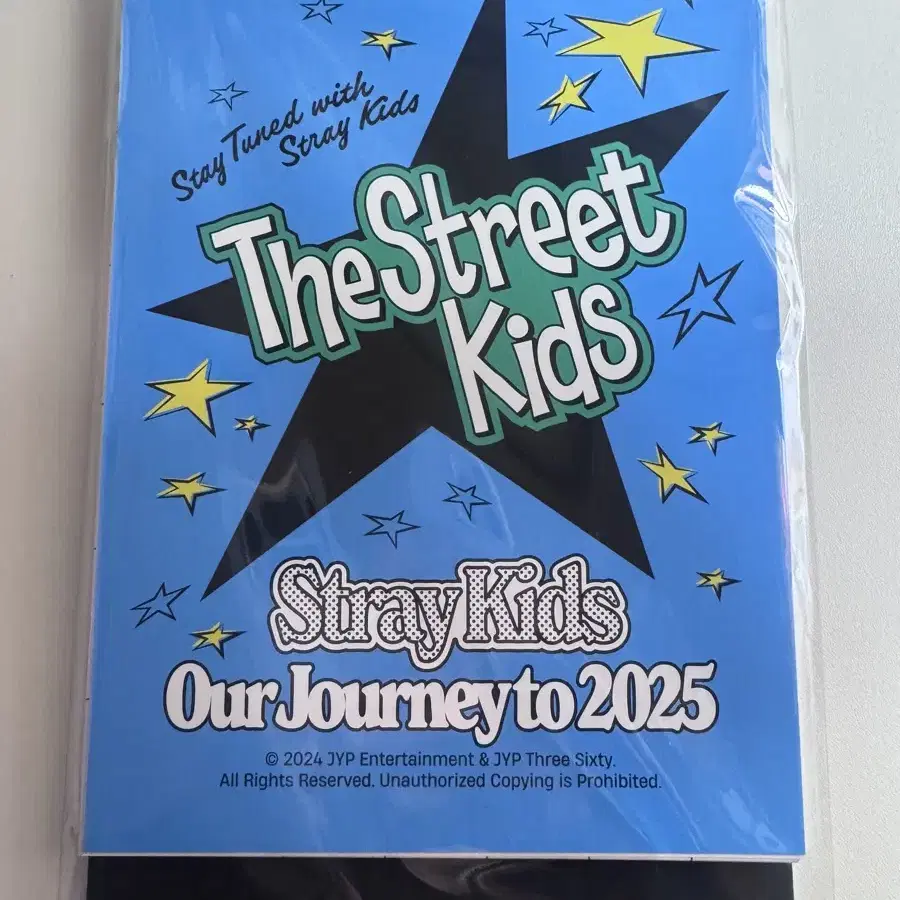 Stay Tuned with
Stray Kids
The Street
Kids
Stray Kids
Our Journey to 2025
© 2024 JYP Entertainment & JYP Three Sixty.
All Rights Reserved. Unauthorized Copying is Prohibited.